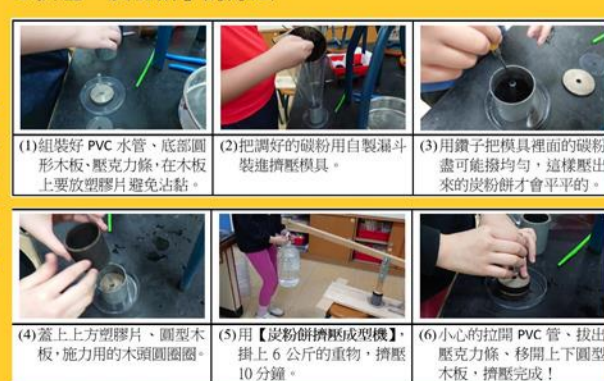 (1)組裝好 PVC 水管、底部圓
形木板、壓克力條,在木板
上要放塑膠片避免沾黏。
(2)把調好的碳粉用自製漏斗
裝進擠壓模具。
(3)用鑽子把模具裡面的碳粉
盡可能撥均勻,這樣壓出
來的炭粉餅才會平平的。
(4)蓋上上方塑膠片、圓型木
板,施力用的木頭圓圈圈。
(5)用【炭粉餅擠壓成型機】,
掛上 6 公斤的重物,擠壓
10 分鐘。
(6)小心的拉開 PVC 管、拔出
壓克力條、移開上下圓型
木板,擠壓完成!